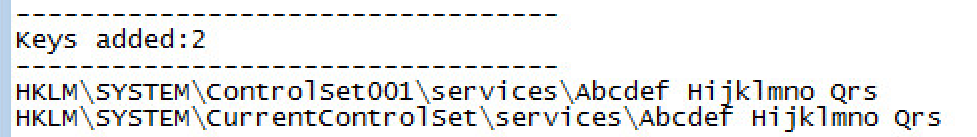 ----------------------------------
Keys added:2
----------------------------------
HKLM\SYSTEM\ControlSet001\services\Abcdef Hijklmno Qrs
HKLM\SYSTEM\CurrentControlSet\services\Abcdef Hijklmno Qrs